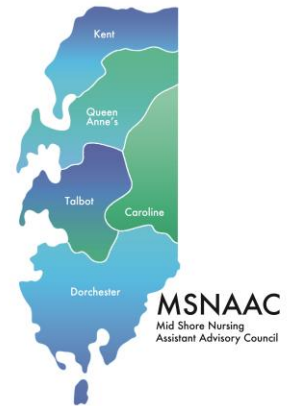 Kent
Queen
Anne's
Talbot
Caroline
Dorchester
MSNAAC
Mid Shore Nursing
Assistant Advisory Council